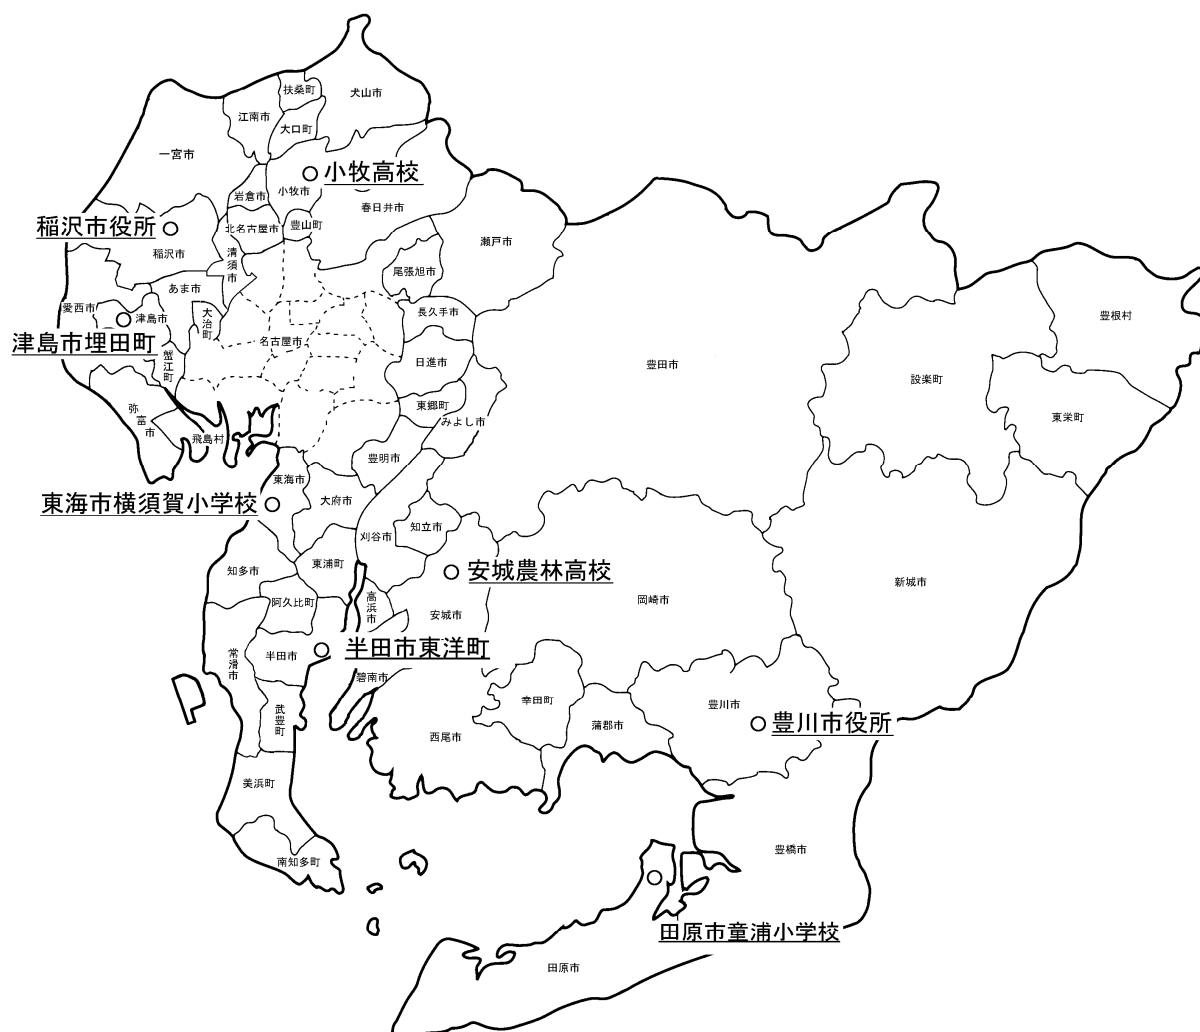 扶桑町
犬山市
江南市
大口町
一宮市
小牧高校
岩倉市
小牧市
春日井市
稲沢市役所
北名古屋市
豊山町
瀬戸市
稲沢市
清須市
尾張旭市
あま市
愛西市
津島市
大治町
長久手市
豊根村
津島市埋田町
名古屋市
蟹江町
日進市
豊田市
設楽町
弥富市
東郷町
みよし市
東栄町
飛島村
豊明市
東海市
東海市横須賀小学校
大府市
刈谷市
知立市
知多市
東浦町
安城農林高校
新城市
阿久比町
高浜市
安城市
岡崎市
常滑市
半田市
半田市東洋町
碧南市
武豊町
幸田町
豊川市
西尾市
蒲郡市
豊川市役所
美浜町
南知多町
豊橋市
田原市童浦小学校
田原市